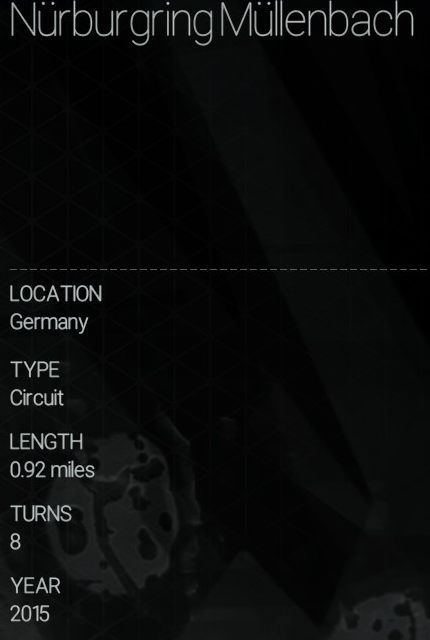 Nürburgring Müllenbach
LOCATION
Germany
TYPE
Circuit
LENGTH
0.92 miles
TURNS
8
YEAR
2015